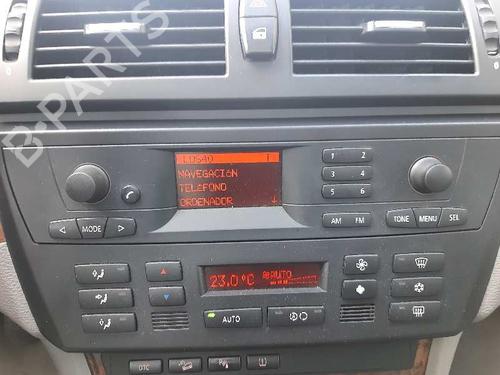 B-PARTS
NAVEGACIÓN
TELÉFONO
ORDENADOR
1 2
3 4
5 6
MODE
AM FM
TONE MENU SEL
23.0°C AUTO
AUTO
DTC